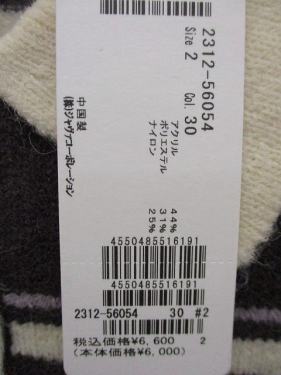 2312-56054
Size 2 Col. 30
アクリル 44%
ポリエステル 31%
ナイロン 25%
中国製
(株)ジャヴァコーポレーション
4550485516191
4550485516191
2312-56054 30 #2
税込価格¥6,600 2
(本体価格¥6,000)